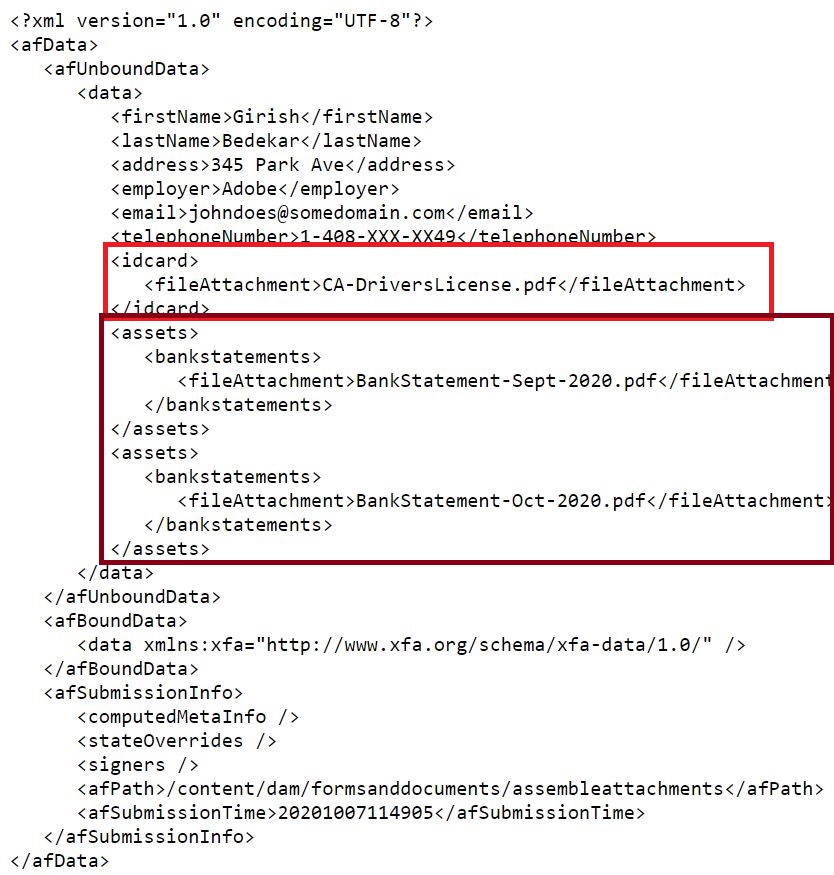 <?xml version="1.0" encoding="UTF-8"?>
<afData>
<afUnboundData>
<data>
<firstName>Girish</firstName>
<lastName>Bedekar</lastName>
<address>345 Park Ave</address>
<employer>Adobe</employer>
<email>johndoes@somedomain.com</email>
<telephoneNumber>1-408-XXX-XX49</telephoneNumber>
<idcard>
<fileAttachment>CA-DriversLicense.pdf</fileAttachment>
</idcard>
<assets>
<bankstatements>
<fileAttachment>BankStatement-Sept-2020.pdf</fileAttachment
</bankstatements>
</assets>
<assets>
<bankstatements>
<fileAttachment>BankStatement-Oct-2020.pdf</fileAttachment>
</bankstatements>
</assets>
</data>
</afUnboundData>
<afBoundData>
<data xmlns:xfa="http://www.xfa.org/schema/xfa-data/1.0/" />
</afBoundData>
<afSubmissionInfo>
<computedMetaInfo />
<stateOverrides />
<signers />
<afPath>/content/dam/formsanddocuments/assembleattachments</afPath>
<afSubmissionTime>20201007114905</afSubmissionTime>
</afSubmissionInfo>
</afData>